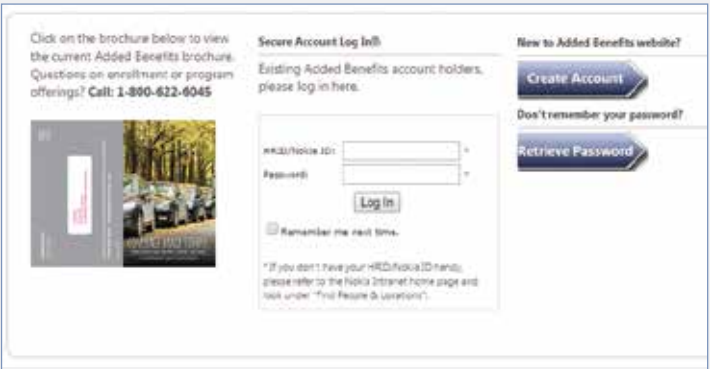 Click on the brochure below to view
the current Added Benefits brochure.
Questions on enrollment or program
offerings? Call: 1-800-622-6045
Secure Account Log In
Existing Added Benefits account holders,
please log in here.
HRID/Nokia ID:
*
Password:
*
Log In
Remember me next time.
* If you don't have your HRID/Nokia ID handy,
please refer to the Nokia Intranet home page and
look under "Find People & Locations".
New to Added Benefits website?
Create Account
Don't remember your password?
Retrieve Password